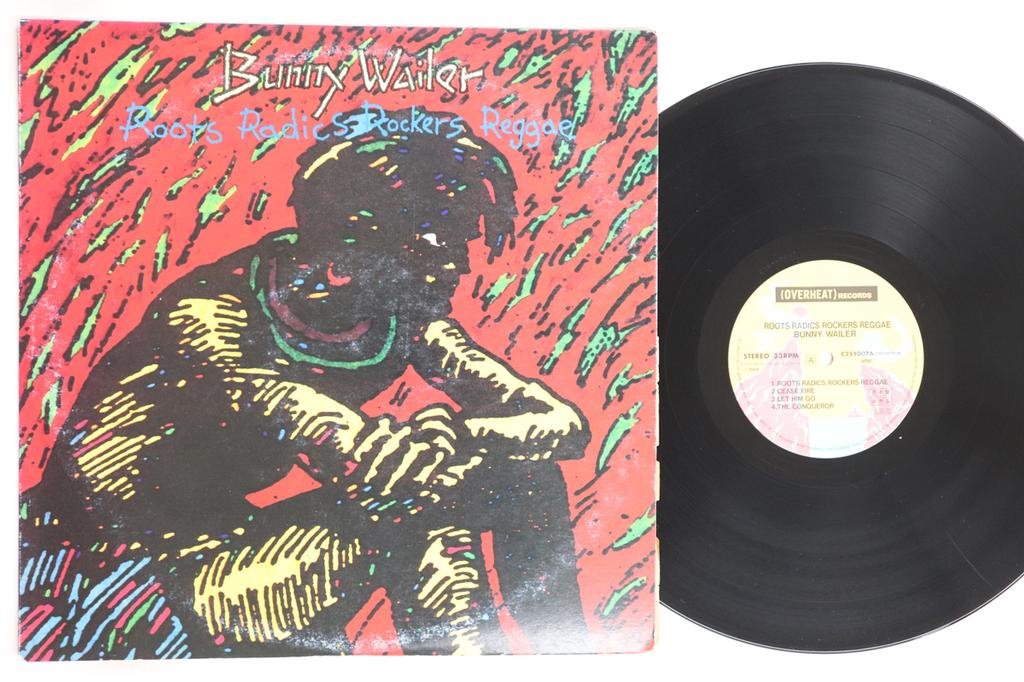 Bunny Wailer
Roots Radics Rockers Reggae
(OVERHEAT) RECORDS
ROOTS RADICS ROCKERS REGGAE
BUNNY WAILER
STEREO 33RPM
A
C25Y0076
1.ROOTS RADICS ROCKERS REGGAE
2.CEASE FIRE
3.LET HIM GO
4.THE CONQUEROR